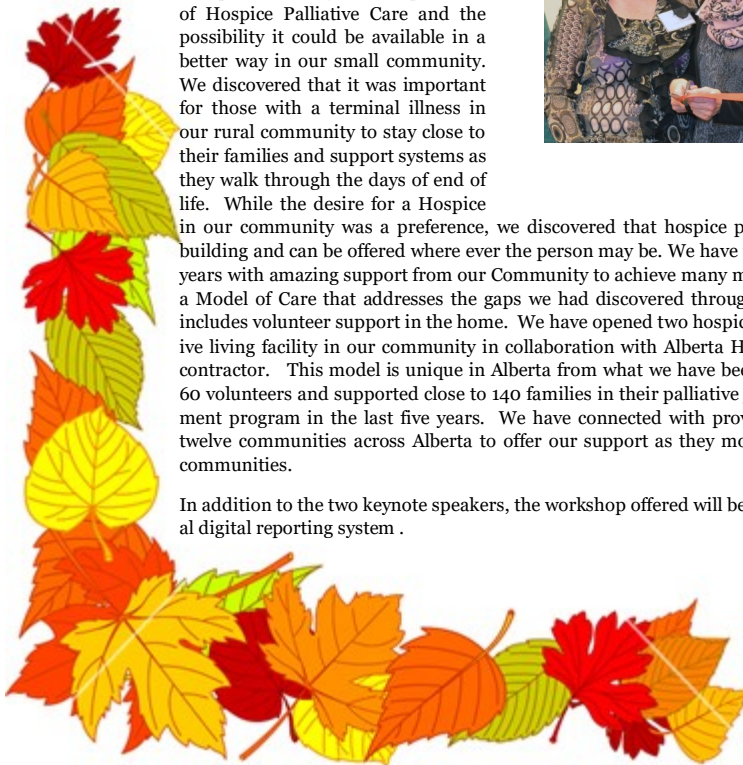 of Hospice Palliative Care and the
possibility it could be available in a
better way in our small community.
We discovered that it was important
for those with a terminal illness in
our rural community to stay close to
their families and support systems as
they walk through the days of end of
life. While the desire for a Hospice
in our community was a preference, we discovered that hospice p
building and can be offered where ever the person may be. We have
years with amazing support from our Community to achieve many m
a Model of Care that addresses the gaps we had discovered throug
includes volunteer support in the home. We have opened two hospic
ive living facility in our community in collaboration with Alberta H
contractor. This model is unique in Alberta from what we have bee
60 volunteers and supported close to 140 families in their palliative
ment program in the last five years. We have connected with prov
twelve communities across Alberta to offer our support as they mo
communities.
In addition to the two keynote speakers, the workshop offered will be
al digital reporting system .